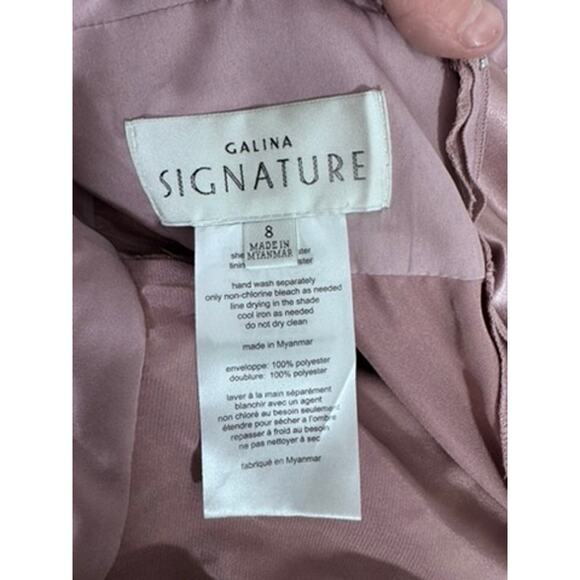 GALINA
SIGNATURE
8
MADE IN
MYANMAR
hand wash separately
only non-chlorine bleach as needed
line drying in the shade
cool iron as needed
do not dry clean
made in Myanmar
enveloppe: 100% polyester
doublure: 100% polyester
laver à la main séparément
blanchir avec un agent
non chloré au besoin seulement
étendre pour sécher à l'ombre
repasser à froid au besoin
ne pas nettoyer à sec
fabriqué en Myanmar